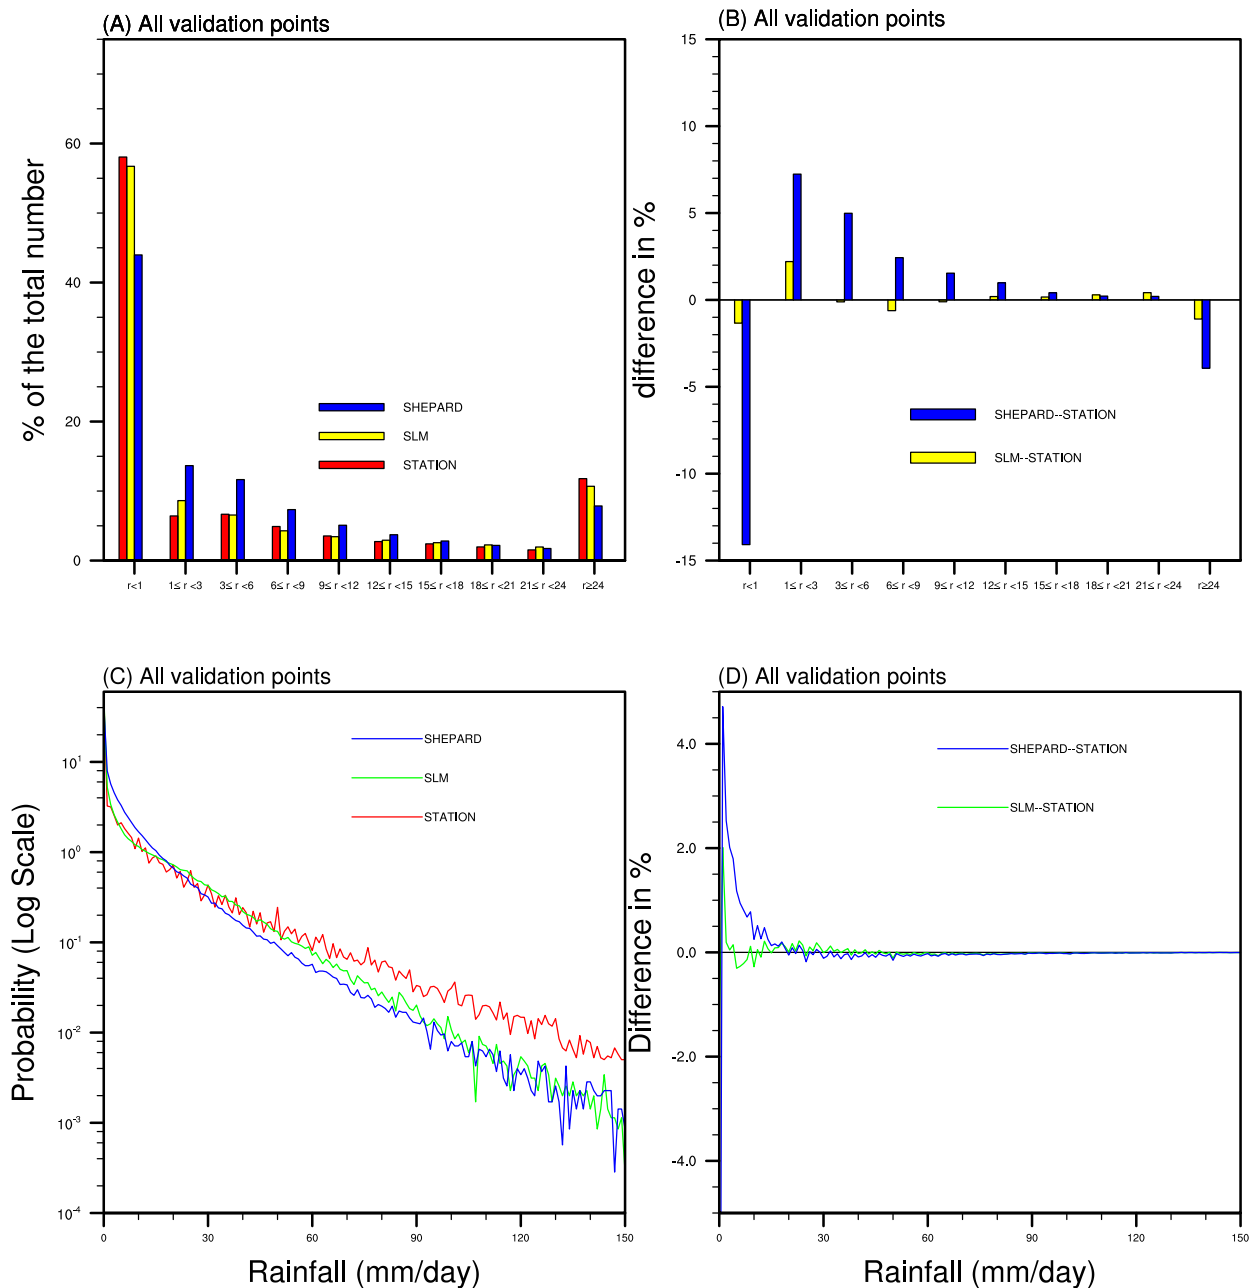 (A) All validation points
% of the total number
60
40
20
0
SHEPARD
SLM
STATION
r<1
1≤ r <3
3≤ r <6
6≤ r <9
9≤ r <12
12≤ r <15
15≤ r <18
18≤ r <21
21≤ r <24
r≥24
(B) All validation points
difference in %
15
10
5
0
-5
-10
-15
SHEPARD--STATION
SLM--STATION
r<1
1≤ r <3
3≤ r <6
6≤ r <9
9≤ r <12
12≤ r <15
15≤ r <18
18≤ r <21
21≤ r <24
r≥24
(C) All validation points
Probability (Log Scale)
10¹
10⁰
10⁻¹
10⁻²
10⁻³
10⁻⁴
SHEPARD
SLM
STATION
0
30
60
90
120
150
Rainfall (mm/day)
(D) All validation points
Difference in %
4.0
2.0
0.0
-2.0
-4.0
SHEPARD--STATION
SLM--STATION
0
30
60
90
120
150
Rainfall (mm/day)